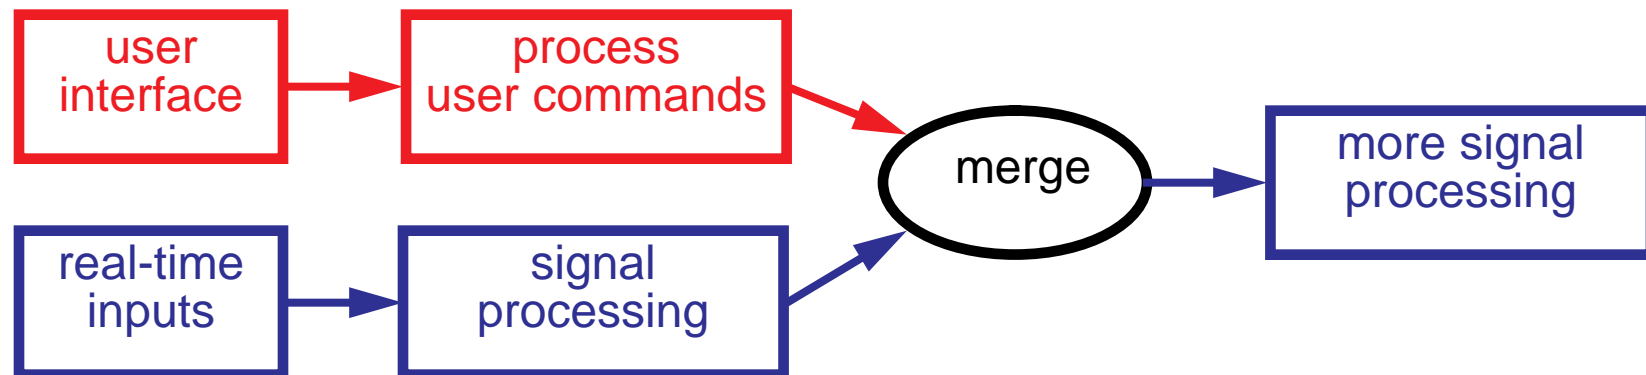 user
interface
process
user commands
merge
more signal
processing
real-time
inputs
signal
processing